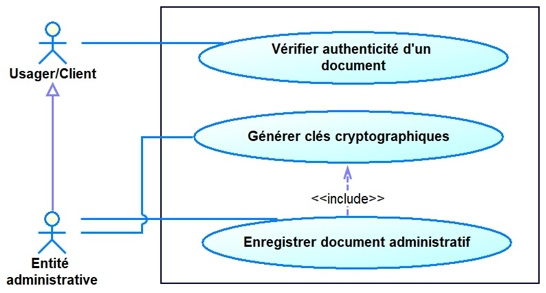 Vérifier authenticité d'un
document
Usager/Client
Générer clés cryptographiques
<<include>>
Enregistrer document administratif
Entité
administrative